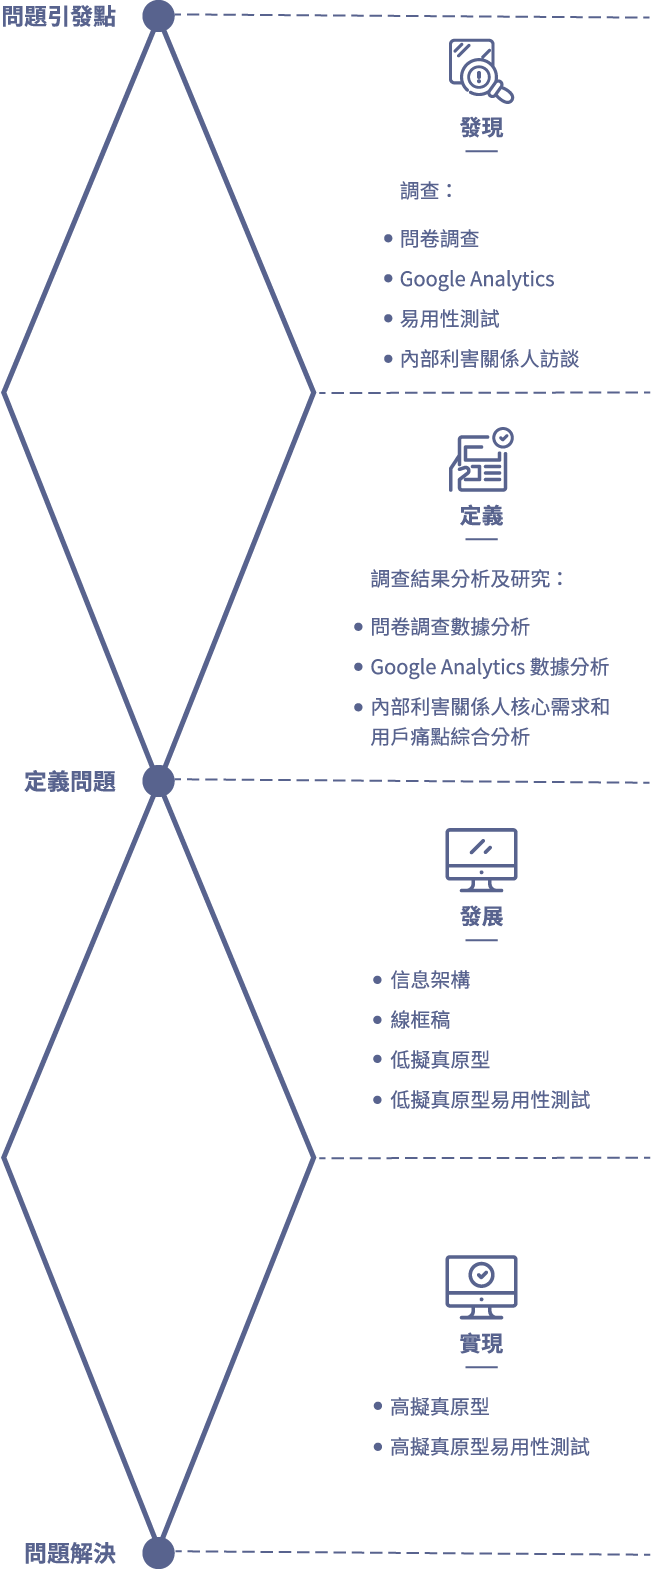 問題引發點
發現
調查：
問卷調查
Google Analytics
易用性測試
內部利害關係人訪談
定義
調查結果分析及研究：
問卷調查數據分析
Google Analytics 數據分析
內部利害關係人核心需求和
用戶痛點綜合分析
定義問題
發展
信息架構
線框稿
低擬真原型
低擬真原型易用性測試
實現
高擬真原型
高擬真原型易用性測試
問題解決